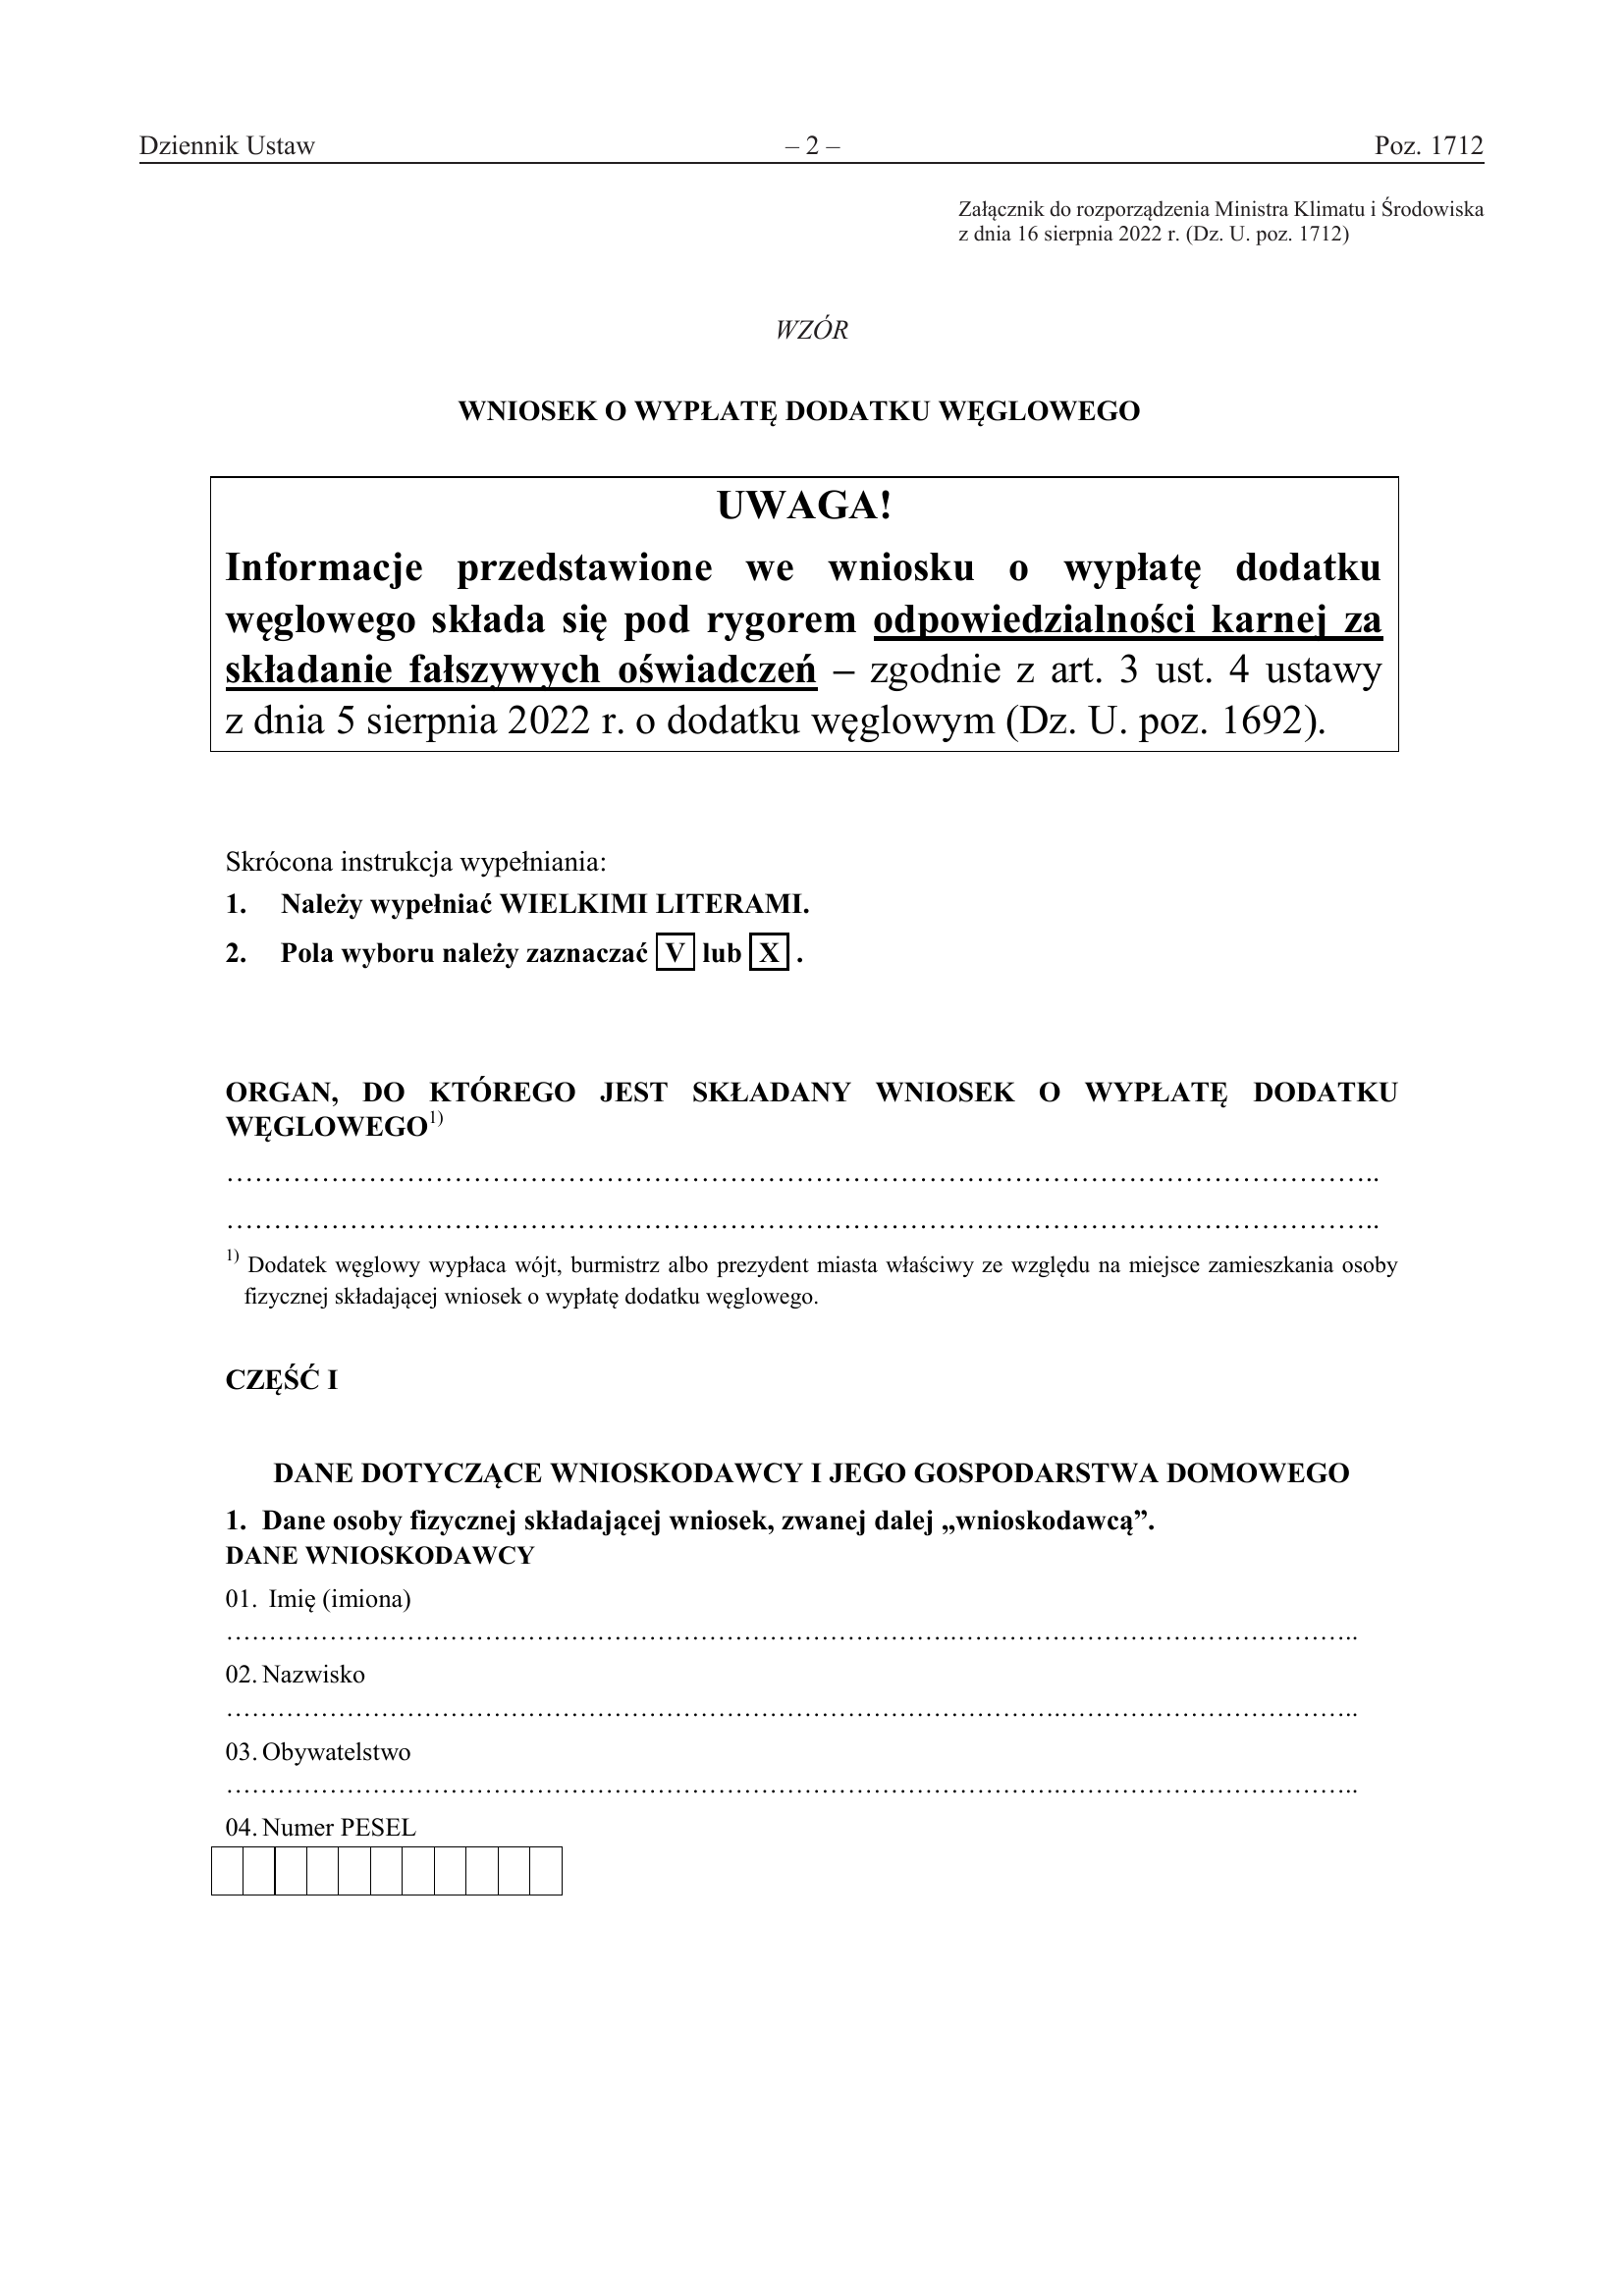 Dziennik Ustaw – 2 – Poz. 1712
Załącznik do rozporządzenia Ministra Klimatu i Środowiska
z dnia 16 sierpnia 2022 r. (Dz. U. poz. 1712)
WZÓR
WNIOSEK O WYPŁATĘ DODATKU WĘGLOWEGO
UWAGA!
Informacje przedstawione we wniosku o wypłatę dodatku
węglowego składa się pod rygorem odpowiedzialności karnej za
składanie fałszywych oświadczeń – zgodnie z art. 3 ust. 4 ustawy
z dnia 5 sierpnia 2022 r. o dodatku węglowym (Dz. U. poz. 1692).
Skrócona instrukcja wypełniania:
1. Należy wypełniać WIELKIMI LITERAMI.
2. Pola wyboru należy zaznaczać V lub X .
ORGAN, DO KTÓREGO JEST SKŁADANY WNIOSEK O WYPŁATĘ DODATKU
WĘGLOWEGO1)
…………………………………………………………………………………………………………..
…………………………………………………………………………………………………………..
1) Dodatek węglowy wypłaca wójt, burmistrz albo prezydent miasta właściwy ze względu na miejsce zamieszkania osoby
fizycznej składającej wniosek o wypłatę dodatku węglowego.
CZĘŚĆ I
DANE DOTYCZĄCE WNIOSKODAWCY I JEGO GOSPODARSTWA DOMOWEGO
1. Dane osoby fizycznej składającej wniosek, zwanej dalej „wnioskodawcą”.
DANE WNIOSKODAWCY
01. Imię (imiona)
………………………………………………………………………….………………………………………..
02. Nazwisko
…………………………………………………………………………………….……………………………..
03. Obywatelstwo
…………………………………………………………………………………….……………………………..
04. Numer PESEL